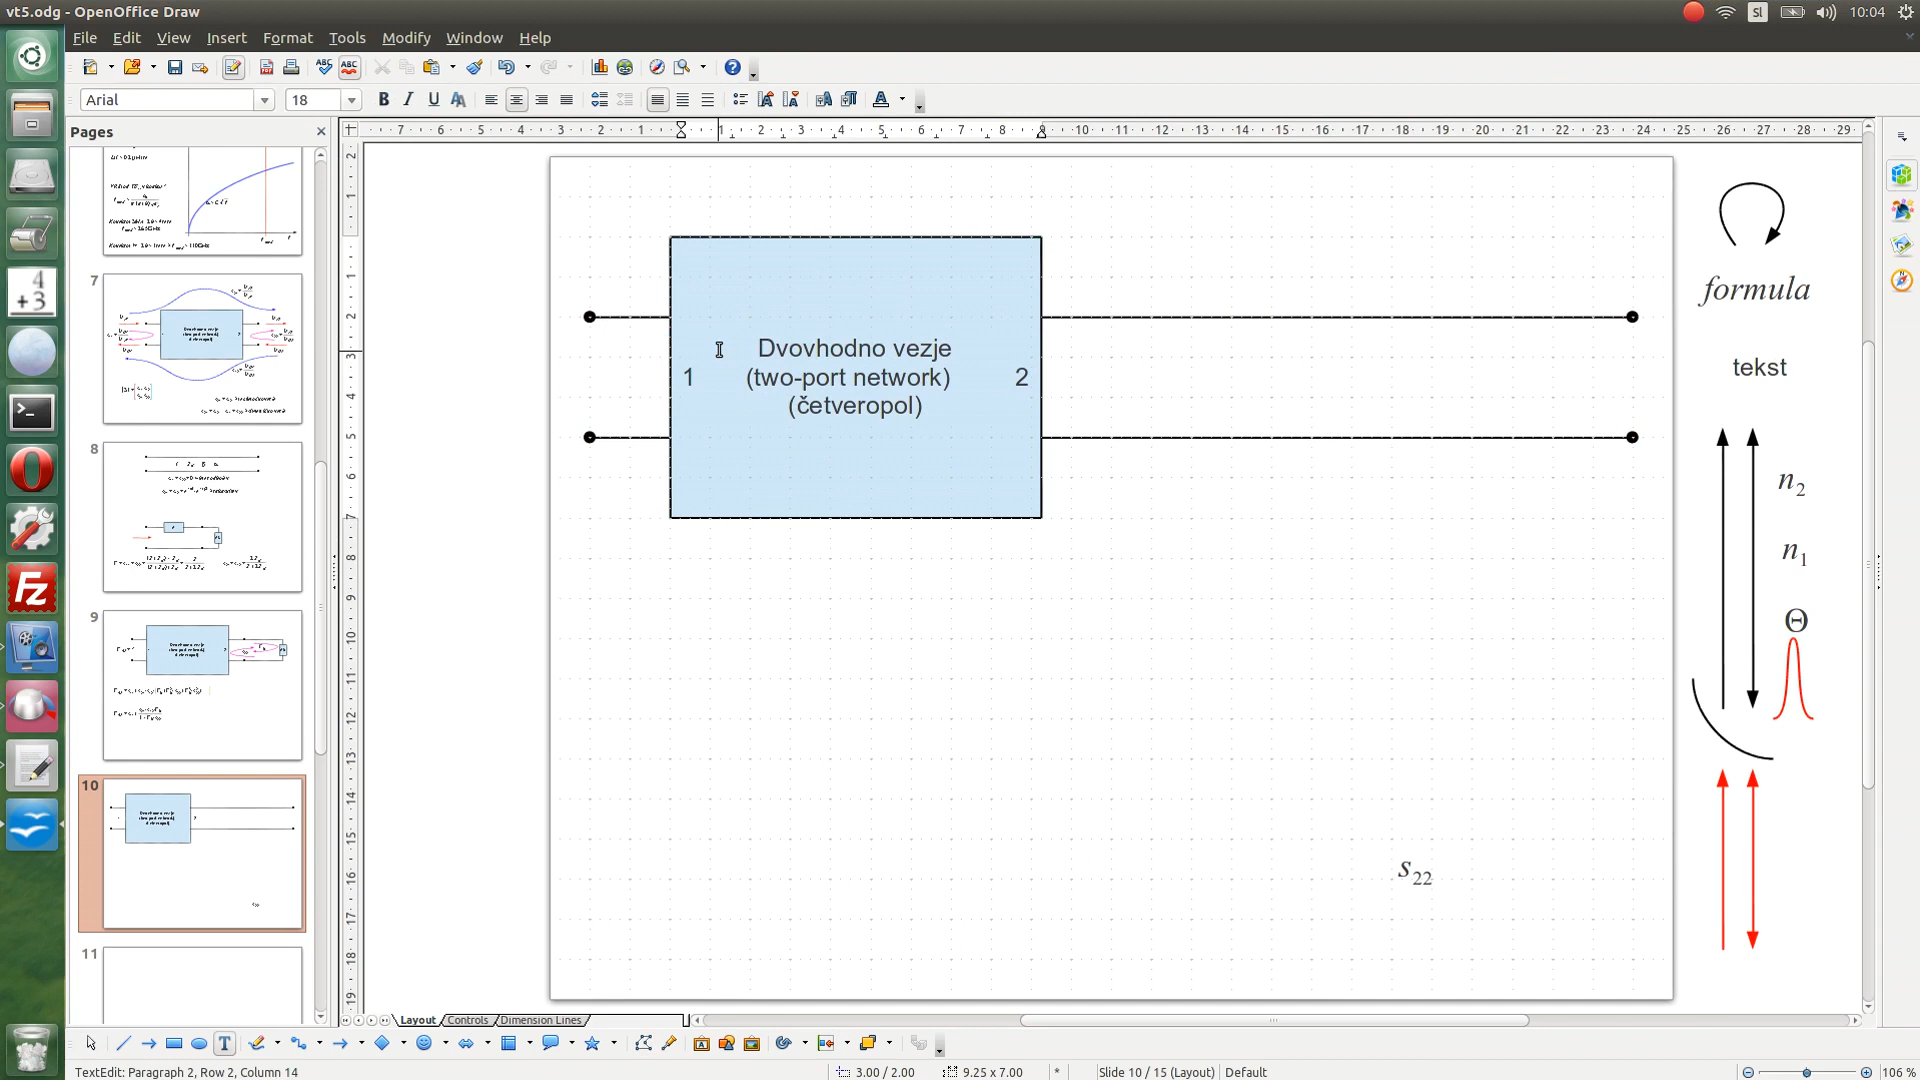 vt5.odg - OpenOffice Draw
Sl
10:04
File Edit View Insert Format Tools Modify Window Help
Arial
18
Pages
7
8
9
10
11
Dvovhodno vezje
1 (two-port network) 2
(četveropol)
s22
formula
tekst
n2
n1
Θ
Layout Controls Dimension Lines
TextEdit: Paragraph 2, Row 2, Column 14
3.00 / 2.00
9.25 x 7.00
*
Slide 10 / 15 (Layout)
Default
106 %